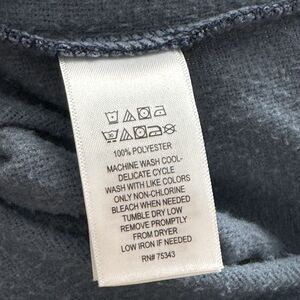 100% POLYESTER
MACHINE WASH COOL-
DELICATE CYCLE
WASH WITH LIKE COLORS
ONLY NON-CHLORINE
BLEACH WHEN NEEDED
TUMBLE DRY LOW
REMOVE PROMPTLY
FROM DRYER
LOW IRON IF NEEDED
RN# 75343